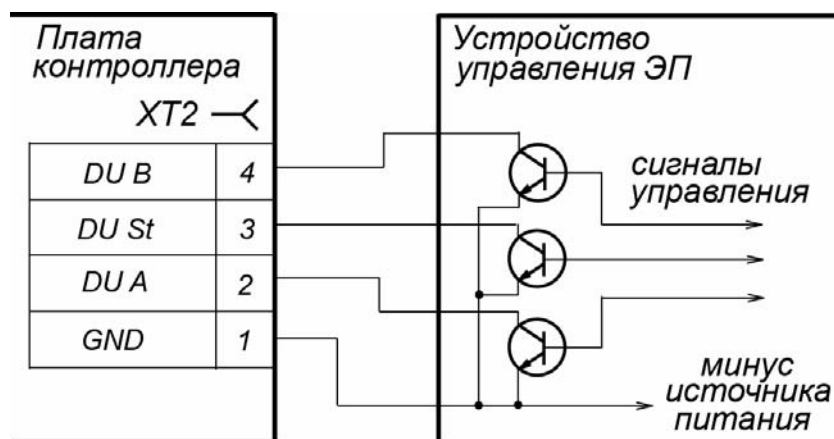 Плата
контроллера
XT2
DU B 4
DU St 3
DU A 2
GND 1
Устройство
управления ЭП
сигналы
управления
минус
источника
питания